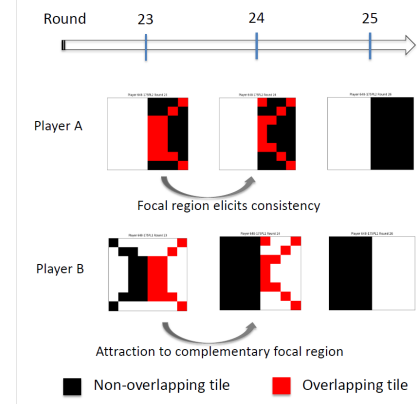 Round 23 24 25
Player A
Focal region elicits consistency
Player B
Attraction to complementary focal region
Non-overlapping tile Overlapping tile